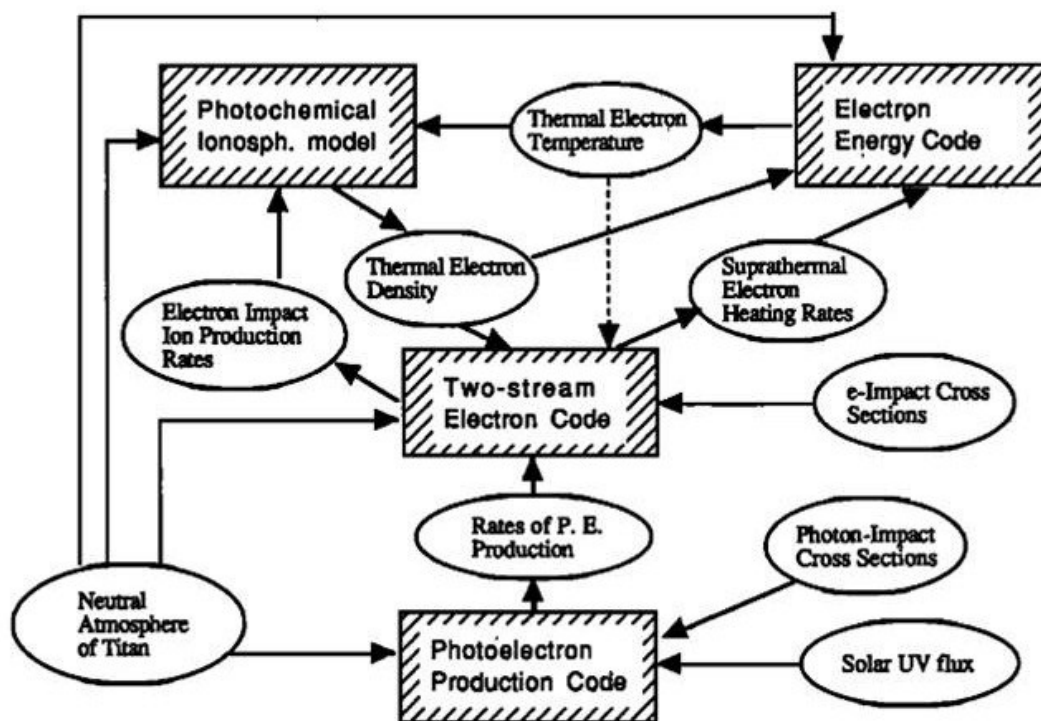 Photochemical
Ionosph. model
Thermal Electron
Temperature
Electron
Energy Code
Thermal Electron
Density
Suprathermal
Electron
Heating Rates
Electron Impact
Ion Production
Rates
Two-stream
Electron Code
e-Impact Cross
Sections
Rates of P. E.
Production
Photon-Impact
Cross Sections
Neutral
Atmosphere
of Titan
Photoelectron
Production Code
Solar UV flux